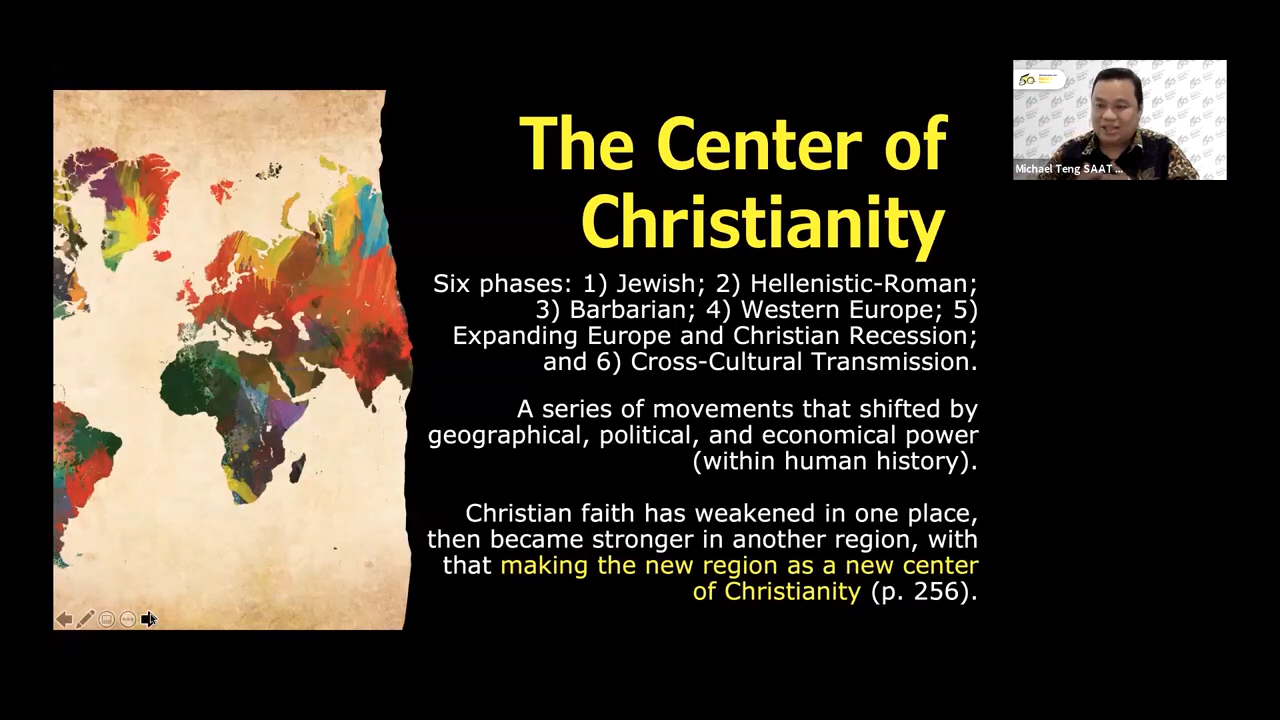 The Center of
Christianity
Six phases: 1) Jewish; 2) Hellenistic-Roman;
3) Barbarian; 4) Western Europe; 5)
Expanding Europe and Christian Recession;
and 6) Cross-Cultural Transmission.
A series of movements that shifted by
geographical, political, and economical power
(within human history).
Christian faith has weakened in one place,
then became stronger in another region, with
that making the new region as a new center
of Christianity (p. 256).
50
Michael Teng SAAT ...